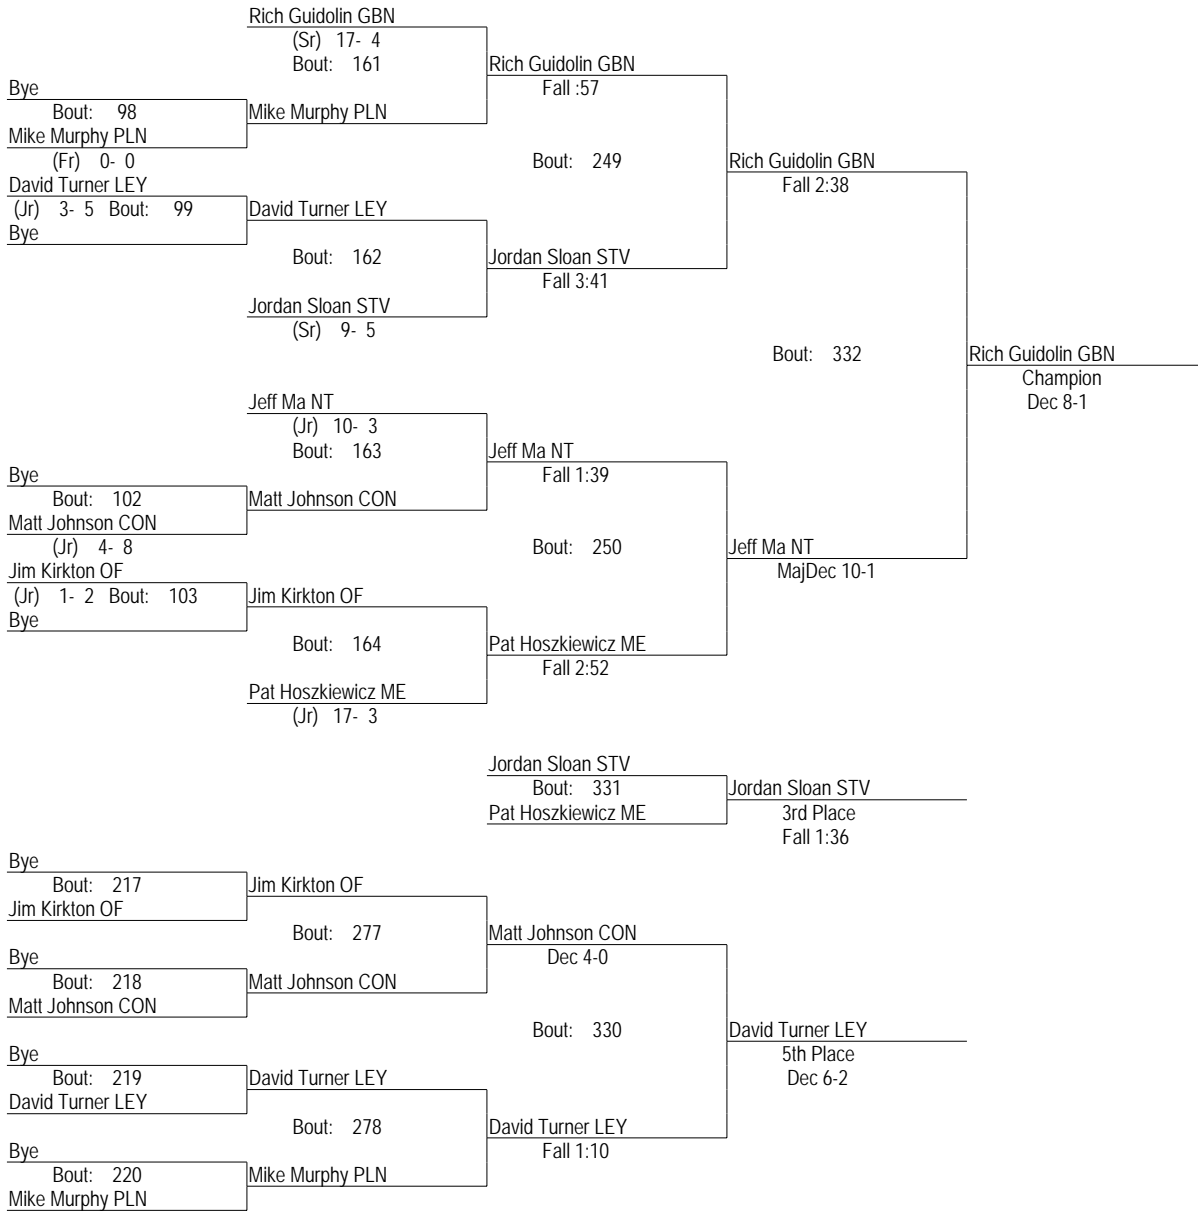 Rich Guidolin GBN
(Sr) 17- 4
Bout: 161
Rich Guidolin GBN
Fall :57
Bye
Bout: 98
Mike Murphy PLN
Mike Murphy PLN
(Fr) 0- 0
Bout: 249
Rich Guidolin GBN
Fall 2:38
David Turner LEY
(Jr) 3- 5 Bout: 99
David Turner LEY
Bye
Bout: 162
Jordan Sloan STV
Fall 3:41
Jordan Sloan STV
(Sr) 9- 5
Bout: 332
Rich Guidolin GBN
Champion
Dec 8-1
Jeff Ma NT
(Jr) 10- 3
Bout: 163
Jeff Ma NT
Fall 1:39
Bye
Bout: 102
Matt Johnson CON
Matt Johnson CON
(Jr) 4- 8
Bout: 250
Jeff Ma NT
MajDec 10-1
Jim Kirkton OF
(Jr) 1- 2 Bout: 103
Jim Kirkton OF
Bye
Bout: 164
Pat Hoszkiewicz ME
Fall 2:52
Pat Hoszkiewicz ME
(Jr) 17- 3
Jordan Sloan STV
Bout: 331
Jordan Sloan STV
Pat Hoszkiewicz ME
3rd Place
Fall 1:36
Bye
Bout: 217
Jim Kirkton OF
Jim Kirkton OF
Bout: 277
Matt Johnson CON
Dec 4-0
Bye
Bout: 218
Matt Johnson CON
Matt Johnson CON
Bout: 330
David Turner LEY
5th Place
Dec 6-2
Bye
Bout: 219
David Turner LEY
David Turner LEY
Bout: 278
David Turner LEY
Fall 1:10
Bye
Bout: 220
Mike Murphy PLN
Mike Murphy PLN